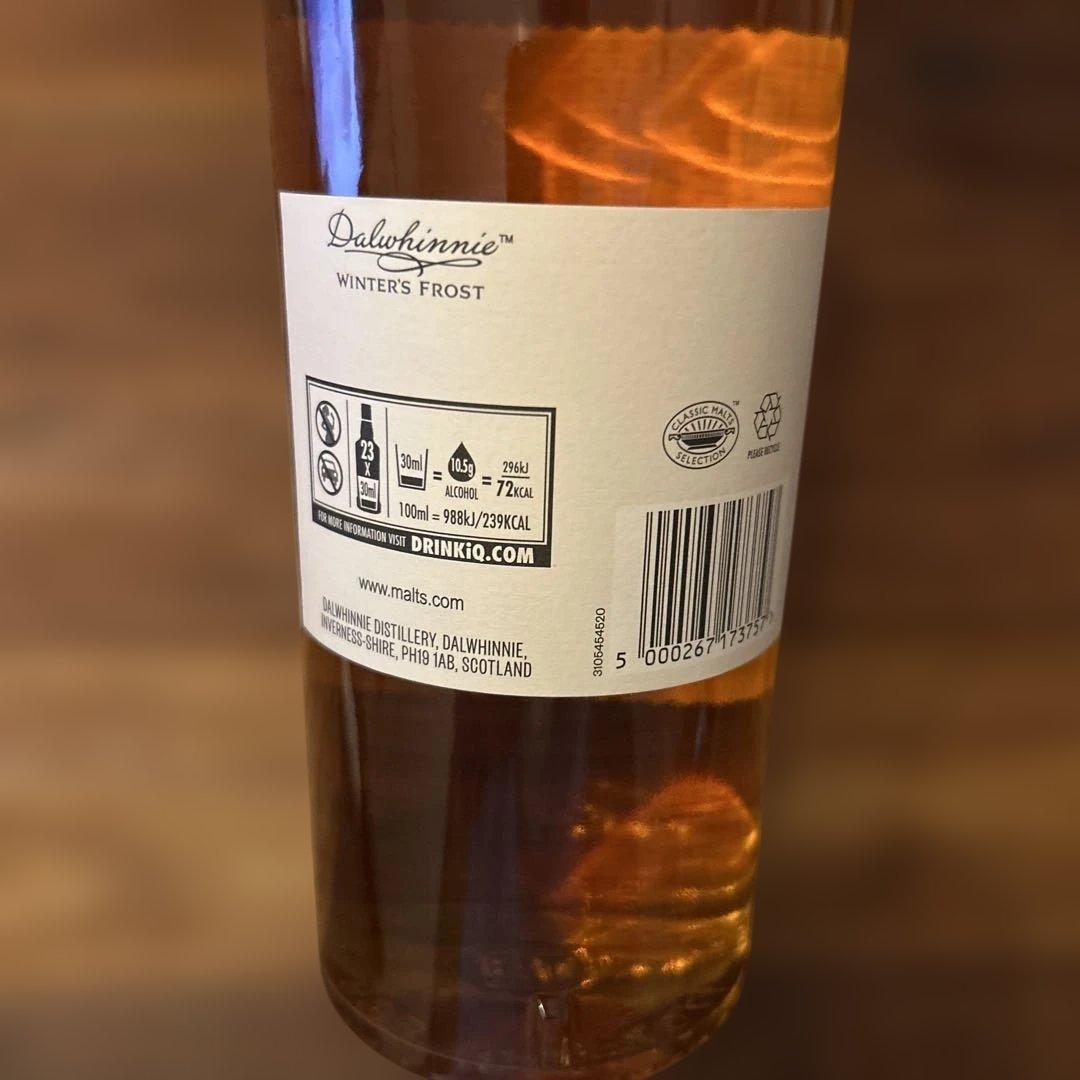 Dalwhinnie™
WINTER'S FROST
CLASSIC MALTS™
SELECTION
PLEASE RECYCLE
23
X
30ml
30ml
=
10.5g
ALCOHOL
=
296kJ
72KCAL
100ml = 988kJ/239KCAL
FOR MORE INFORMATION VISIT DRINKiQ.COM
www.malts.com
DALWHINNIE DISTILLERY, DALWHINNIE,
INVERNESS-SHIRE, PH19 1AB, SCOTLAND
3105454520
5 000267 173757